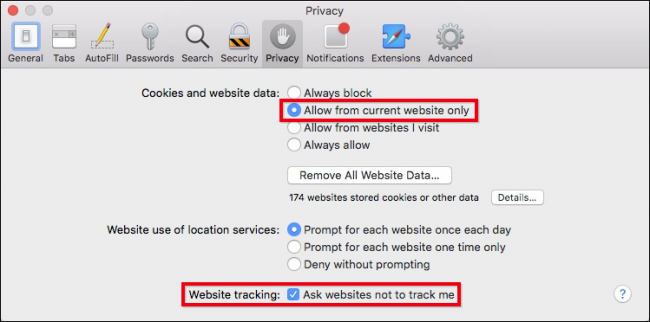 Privacy
General Tabs AutoFill Passwords Search Security Privacy Notifications Extensions Advanced
Cookies and website data: Always block
Allow from current website only
Allow from websites I visit
Always allow
Remove All Website Data...
174 websites stored cookies or other data Details...
Website use of location services: Prompt for each website once each day
Prompt for each website one time only
Deny without prompting
Website tracking: Ask websites not to track me ?